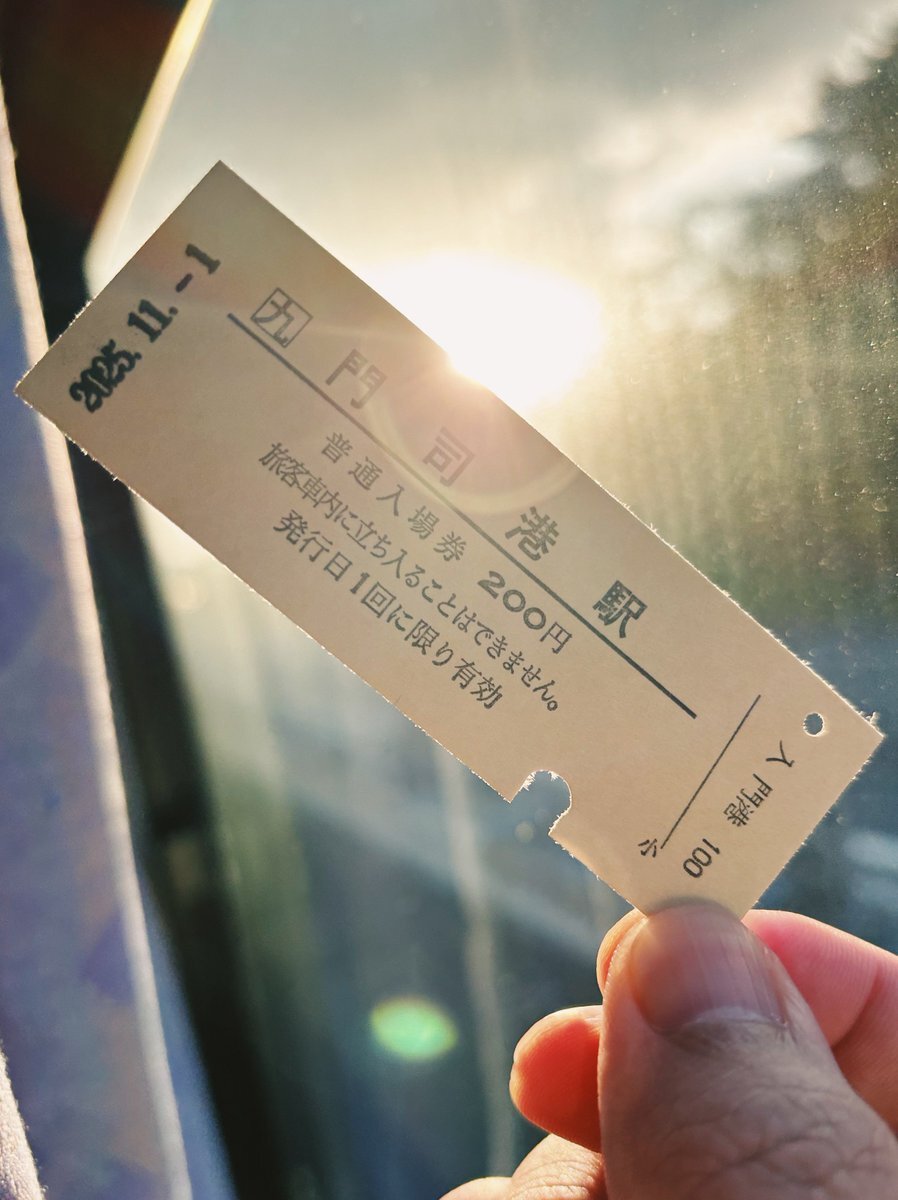 2025.11.-1
九 門司港駅
普通入場券 200円
旅客車内に立ち入ることはできません。
発行日1回に限り有効
小
入 門港 100